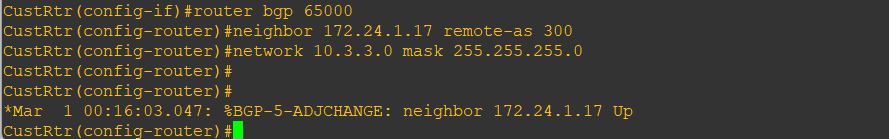 CustRtr(config-if)#router bgp 65000
CustRtr(config-router)#neighbor 172.24.1.17 remote-as 300
CustRtr(config-router)#network 10.3.3.0 mask 255.255.255.0
CustRtr(config-router)#
CustRtr(config-router)#
*Mar  1 00:16:03.047: %BGP-5-ADJCHANGE: neighbor 172.24.1.17 Up
CustRtr(config-router)#